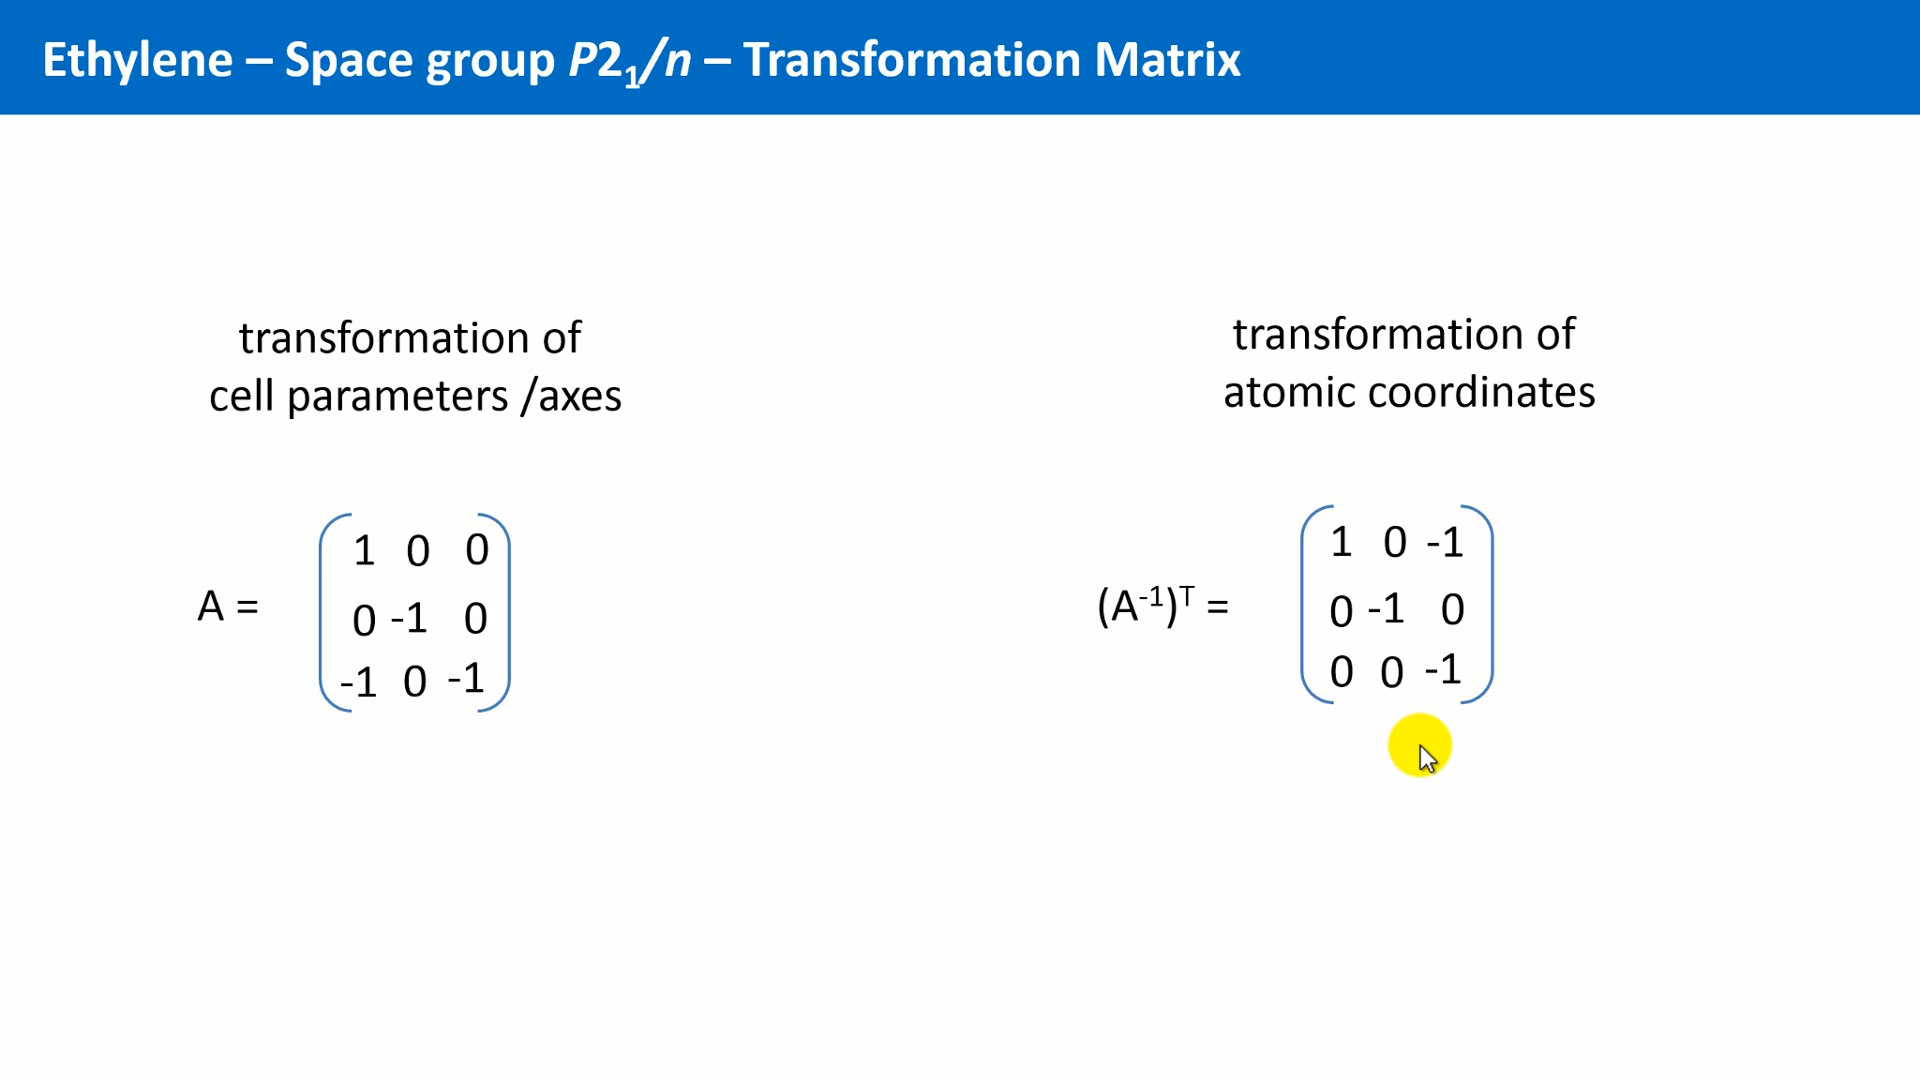 Ethylene – Space group P2₁/n – Transformation Matrix
transformation of
cell parameters /axes
A =
1 0 0
0 -1 0
-1 0 -1
transformation of
atomic coordinates
(A⁻¹)ᵀ =
1 0 -1
0 -1 0
0 0 -1